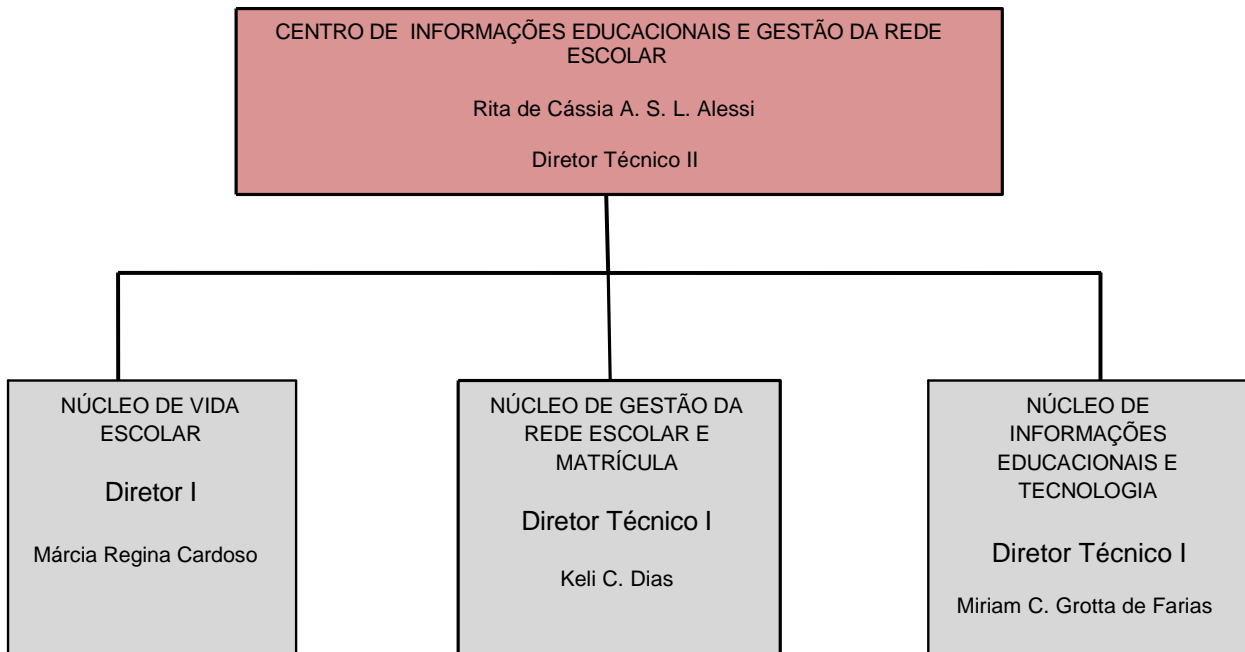 CENTRO DE INFORMAÇÕES EDUCACIONAIS E GESTÃO DA REDE
ESCOLAR
Rita de Cássia A. S. L. Alessi
Diretor Técnico II
NÚCLEO DE VIDA
ESCOLAR
Diretor I
Márcia Regina Cardoso
NÚCLEO DE GESTÃO DA
REDE ESCOLAR E
MATRÍCULA
Diretor Técnico I
Keli C. Dias
NÚCLEO DE
INFORMAÇÕES
EDUCACIONAIS E
TECNOLOGIA
Diretor Técnico I
Miriam C. Grotta de Farias